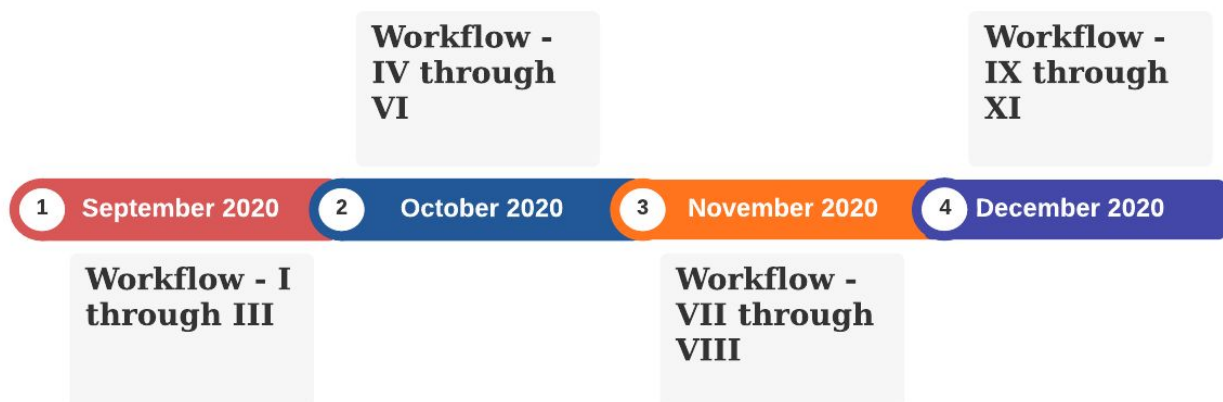 Workflow -
IV through
VI
Workflow -
IX through
XI
1 September 2020 2 October 2020 3 November 2020 4 December 2020
Workflow - I
through III
Workflow -
VII through
VIII